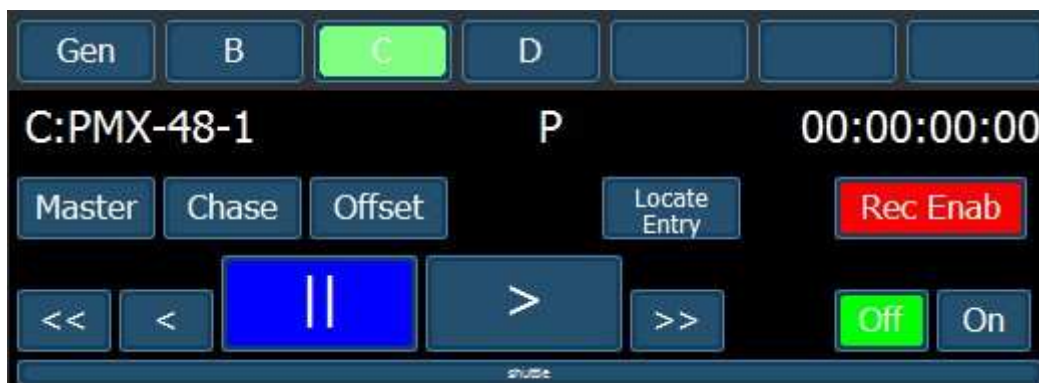 Gen B C D
C:PMX-48-1 P 00:00:00:00
Master Chase Offset Locate Entry Rec Enab
<< < || > >> Off On
shuttle